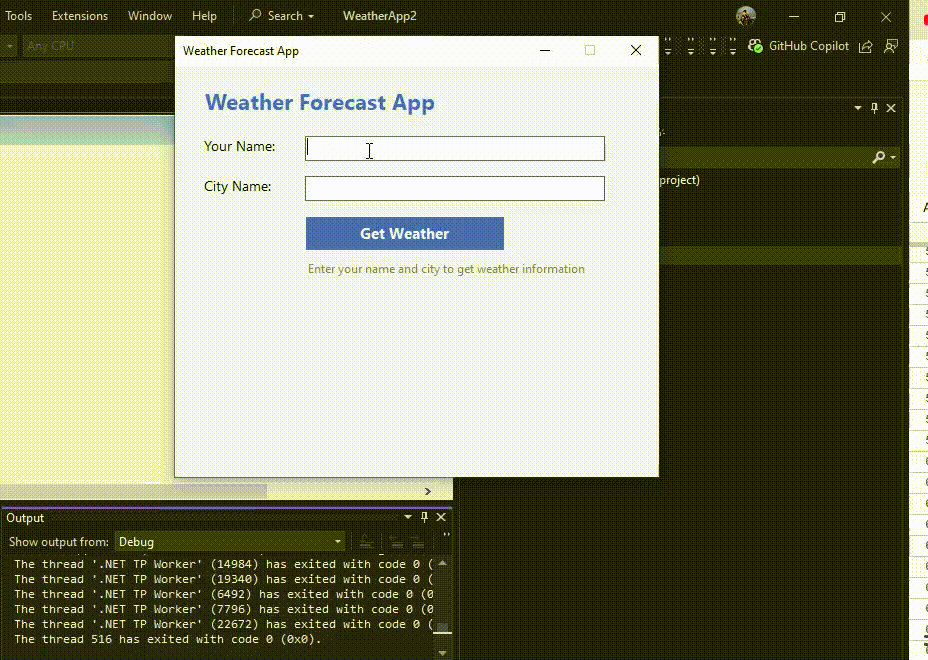 Tools Extensions Window Help Search WeatherApp2
Any CPU
GitHub Copilot
Weather Forecast App
Weather Forecast App
Your Name:
City Name:
project)
Get Weather
Enter your name and city to get weather information
Output
Show output from: Debug
The thread '.NET TP Worker' (14984) has exited with code 0 (
The thread '.NET TP Worker' (19340) has exited with code 0 (
The thread '.NET TP Worker' (6492) has exited with code 0 (0
The thread '.NET TP Worker' (7796) has exited with code 0 (0
The thread '.NET TP Worker' (22672) has exited with code 0 (
The thread 516 has exited with code 0 (0x0).